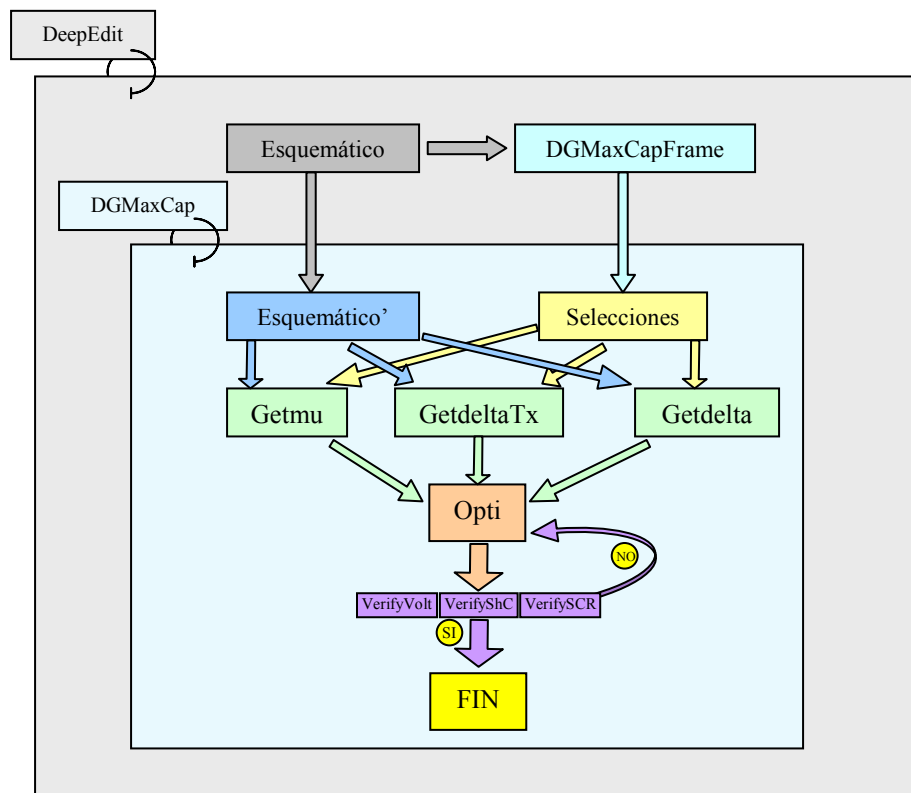 DeepEdit
Esquemático
DGMaxCapFrame
DGMaxCap
Esquemático’
Selecciones
Getmu
GetdeltaTx
Getdelta
Opti
NO
VerifyVolt
VerifyShC
VerifySCR
SI
FIN